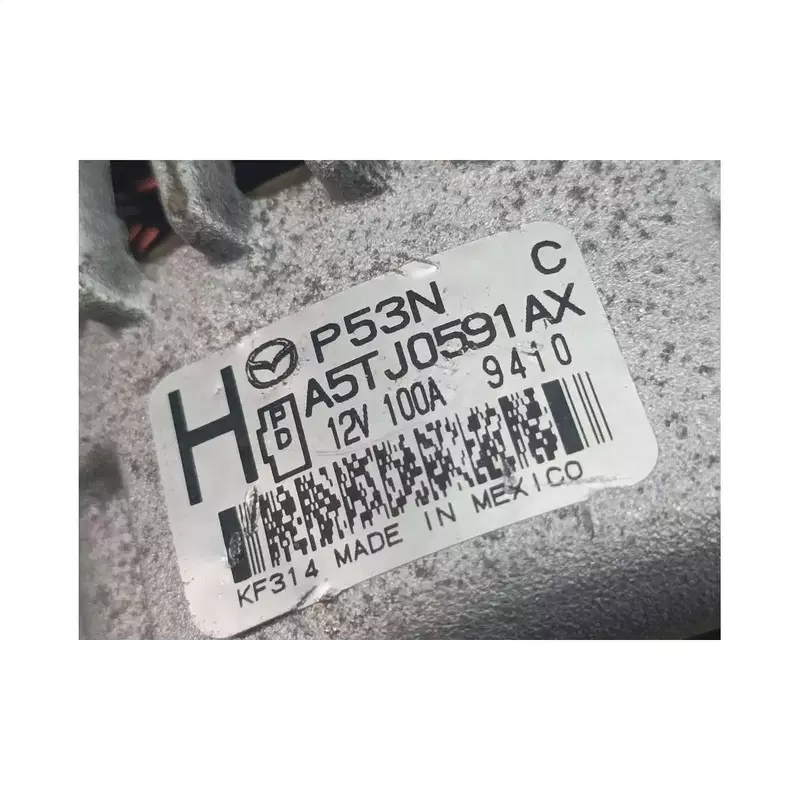 P53N C
A5TJ0591AX
H
P
D
12V 100A 9410
KF314 MADE IN MEXICO